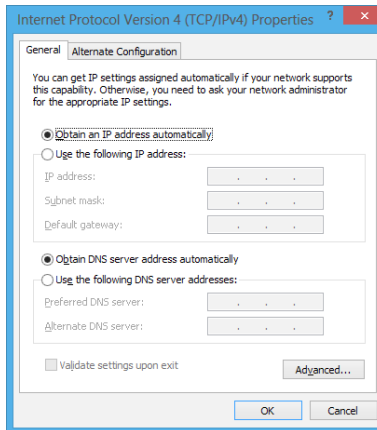 Internet Protocol Version 4 (TCP/IPv4) Properties ? ×
General Alternate Configuration
You can get IP settings assigned automatically if your network supports
this capability. Otherwise, you need to ask your network administrator
for the appropriate IP settings.
Obtain an IP address automatically
Use the following IP address:
IP address:
Subnet mask:
Default gateway:
Obtain DNS server address automatically
Use the following DNS server addresses:
Preferred DNS server:
Alternate DNS server:
Validate settings upon exit
Advanced...
OK Cancel